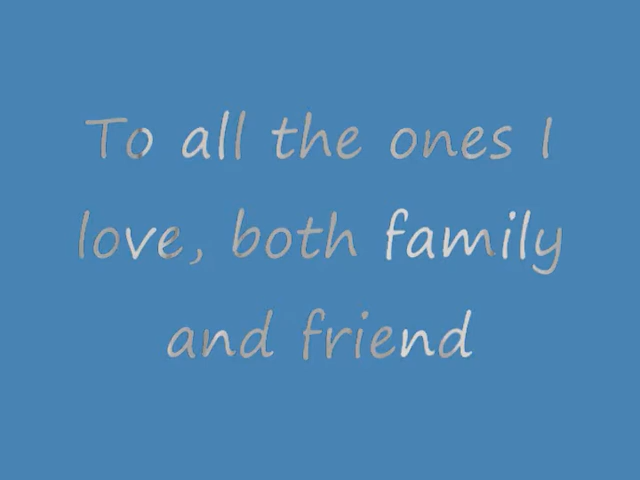 To all the ones I
love, both family
and friend